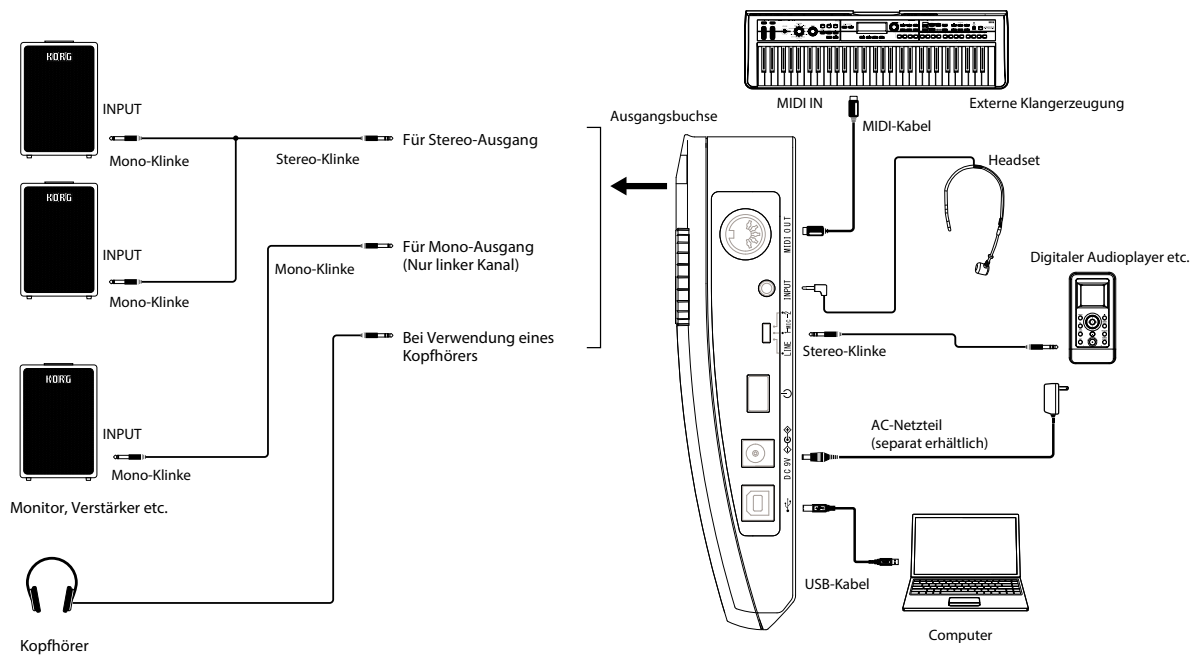 KORG
INPUT
Mono-Klinke
Stereo-Klinke
Für Stereo-Ausgang
KORG
INPUT
Mono-Klinke
Mono-Klinke
Für Mono-Ausgang
(Nur linker Kanal)
Bei Verwendung eines
Kopfhörers
KORG
INPUT
Mono-Klinke
Monitor, Verstärker etc.
Kopfhörer
Ausgangsbuchse
MIDI IN
Externe Klangerzeugung
MIDI-Kabel
Headset
Digitaler Audioplayer etc.
MIDI OUT
INPUT
LINE 1-MIC-2
DC 9V
Stereo-Klinke
AC-Netzteil
(separat erhältlich)
USB-Kabel
Computer